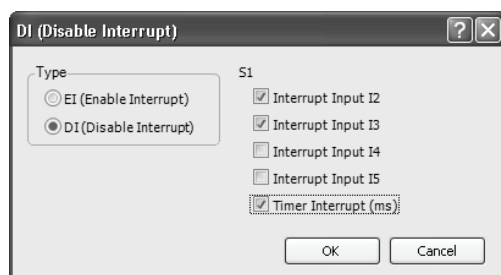 DI (Disable Interrupt)
Type
EI (Enable Interrupt)
DI(Disable Interrupt)
S1
Interrupt Input I2
Interrupt Input I3
Interrupt Input I4
Interrupt Input I5
Timer Interrupt (ms)
OK
Cancel